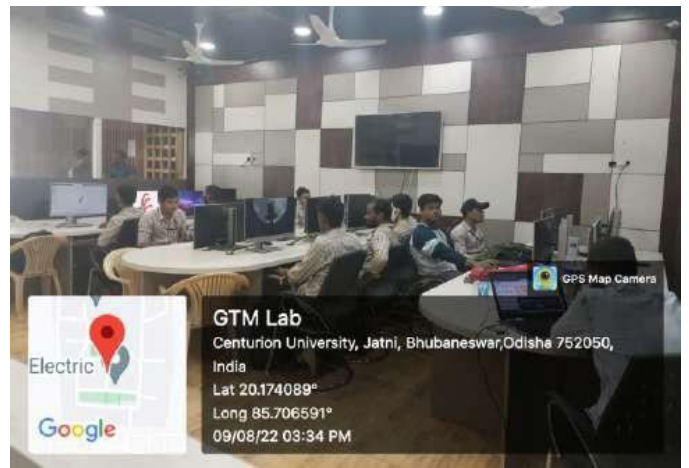 GPS Map Camera
GTM Lab
Centurion University, Jatni, Bhubaneswar,Odisha 752050,
India
Lat 20.174089°
Long 85.706591°
09/08/22 03:34 PM
Electric
Google